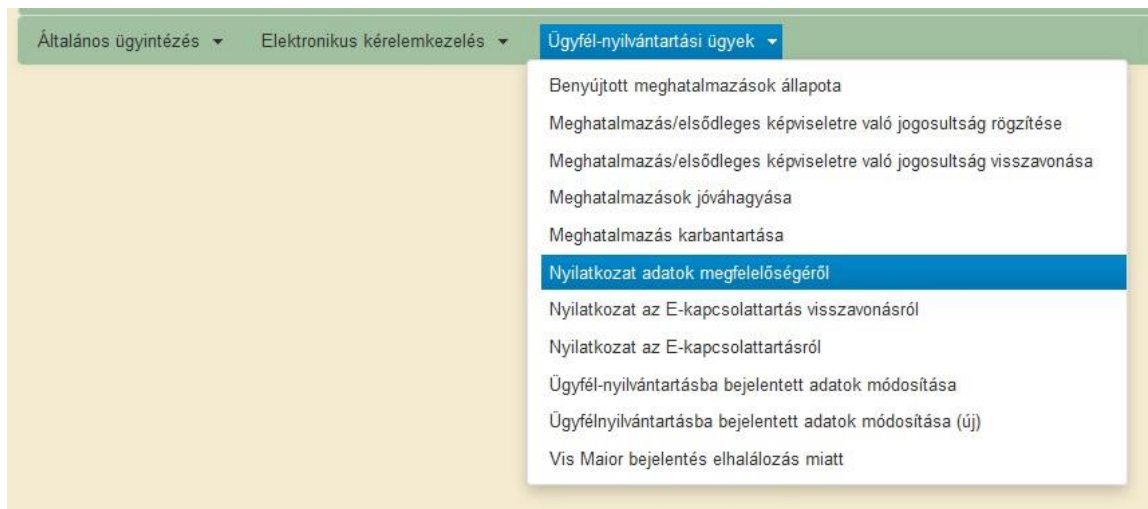 Általános ügyintézés Elektronikus kérelemkezelés Ügyfél-nyilvántartási ügyek
Benyújtott meghatalmazások állapota
Meghatalmazás/elsődleges képviseletre való jogosultság rögzítése
Meghatalmazás/elsődleges képviseletre való jogosultság visszavonása
Meghatalmazások jóváhagyása
Meghatalmazás karbantartása
Nyilatkozat adatok megfelelőségéről
Nyilatkozat az E-kapcsolattartás visszavonásról
Nyilatkozat az E-kapcsolattartásról
Ügyfél-nyilvántartásba bejelentett adatok módosítása
Ügyfélnyilvántartásba bejelentett adatok módosítása (új)
Vis Maior bejelentés elhalálozás miatt